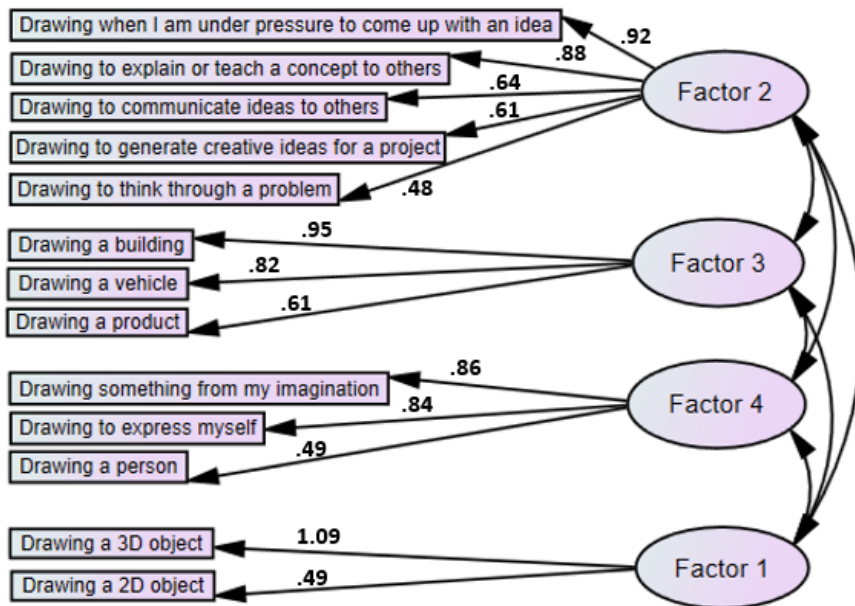 Drawing when I am under pressure to come up with an idea
.92
Drawing to explain or teach a concept to others
.88
Drawing to communicate ideas to others
.64
Factor 2
Drawing to generate creative ideas for a project
.61
Drawing to think through a problem
.48
Drawing a building
.95
Drawing a vehicle
.82
Factor 3
Drawing a product
.61
Drawing something from my imagination
.86
Drawing to express myself
.84
Factor 4
Drawing a person
.49
Drawing a 3D object
1.09
Factor 1
Drawing a 2D object
.49